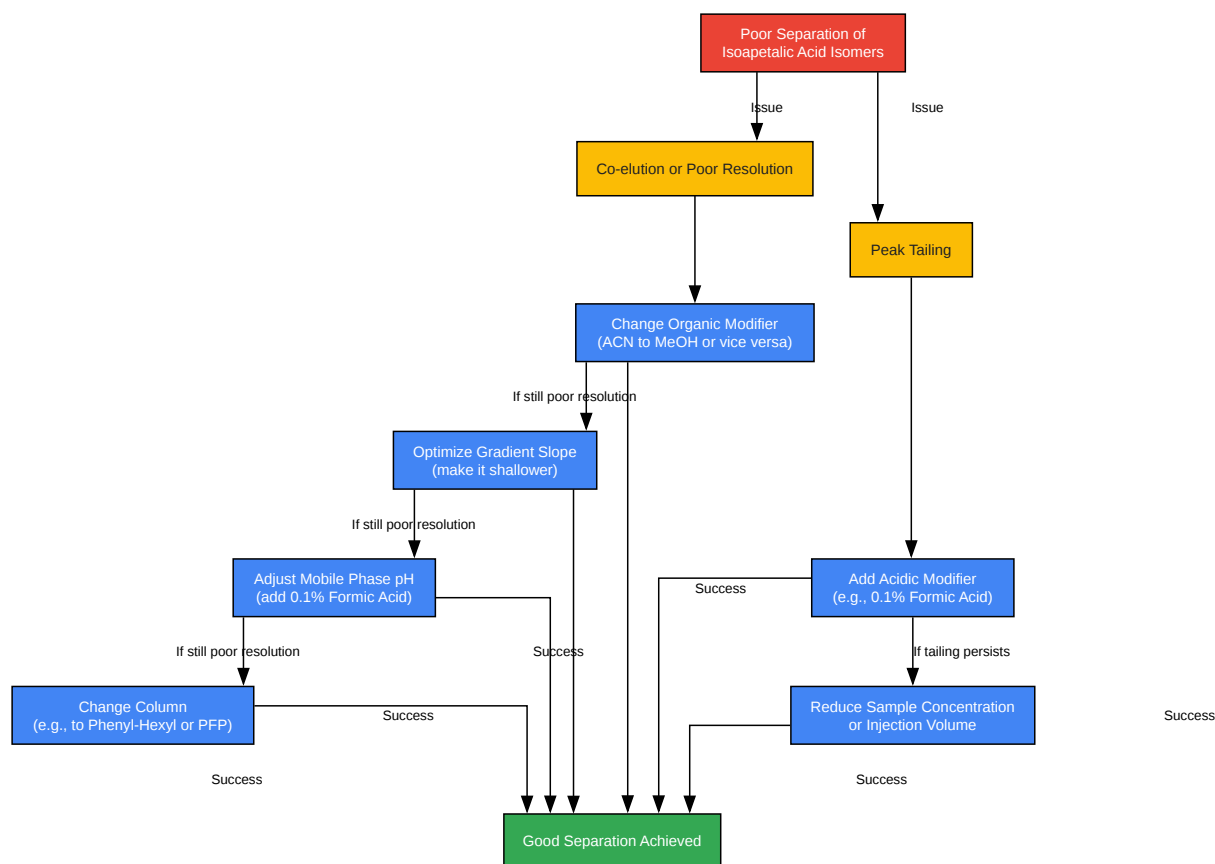 Poor Separation of
Isoapetalic Acid Isomers
Issue
Issue
Co-elution or Poor Resolution
Peak Tailing
Change Organic Modifier
(ACN to MeOH or vice versa)
If still poor resolution
Optimize Gradient Slope
(make it shallower)
If still poor resolution
Adjust Mobile Phase pH
(add 0.1% Formic Acid)
Add Acidic Modifier
(e.g., 0.1% Formic Acid)
Success
If still poor resolution
Success
If tailing persists
Change Column
(e.g., to Phenyl-Hexyl or PFP)
Success
Reduce Sample Concentration
or Injection Volume
Success
Success
Success
Good Separation Achieved